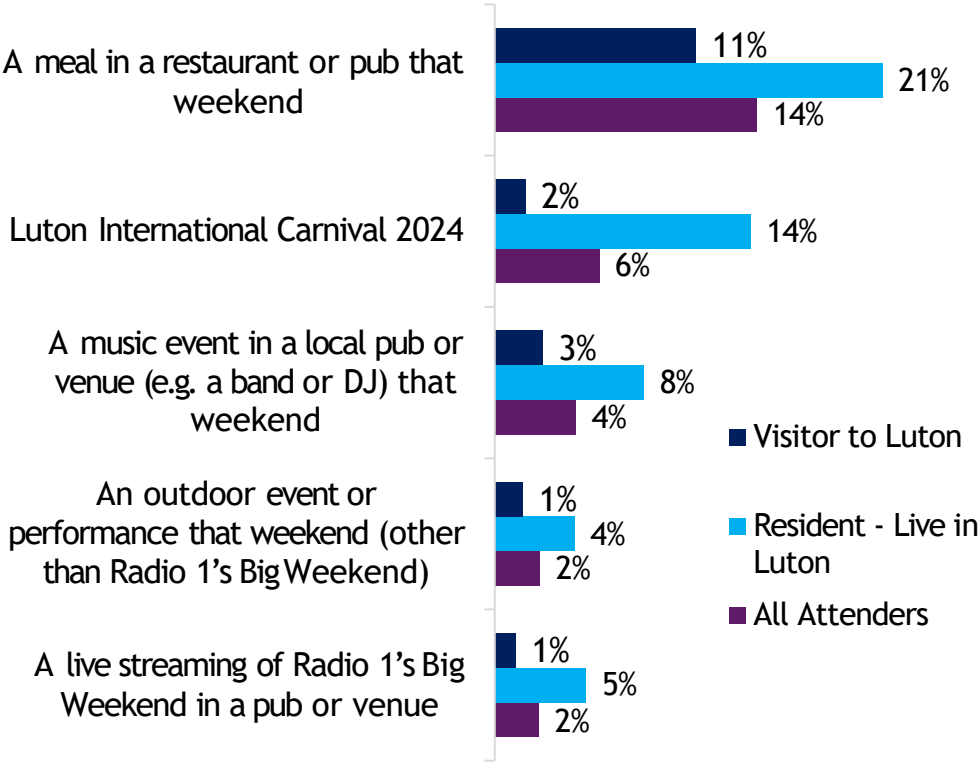 A meal in a restaurant or pub that
weekend
11%
21%
14%
Luton International Carnival 2024
2%
14%
6%
A music event in a local pub or
venue (e.g. a band or DJ) that
weekend
3%
8%
4%
An outdoor event or
performance that weekend (other
than Radio 1’s Big Weekend)
1%
4%
2%
A live streaming of Radio 1’s Big
Weekend in a pub or venue
1%
5%
2%
Visitor to Luton
Resident - Live in
Luton
All Attenders